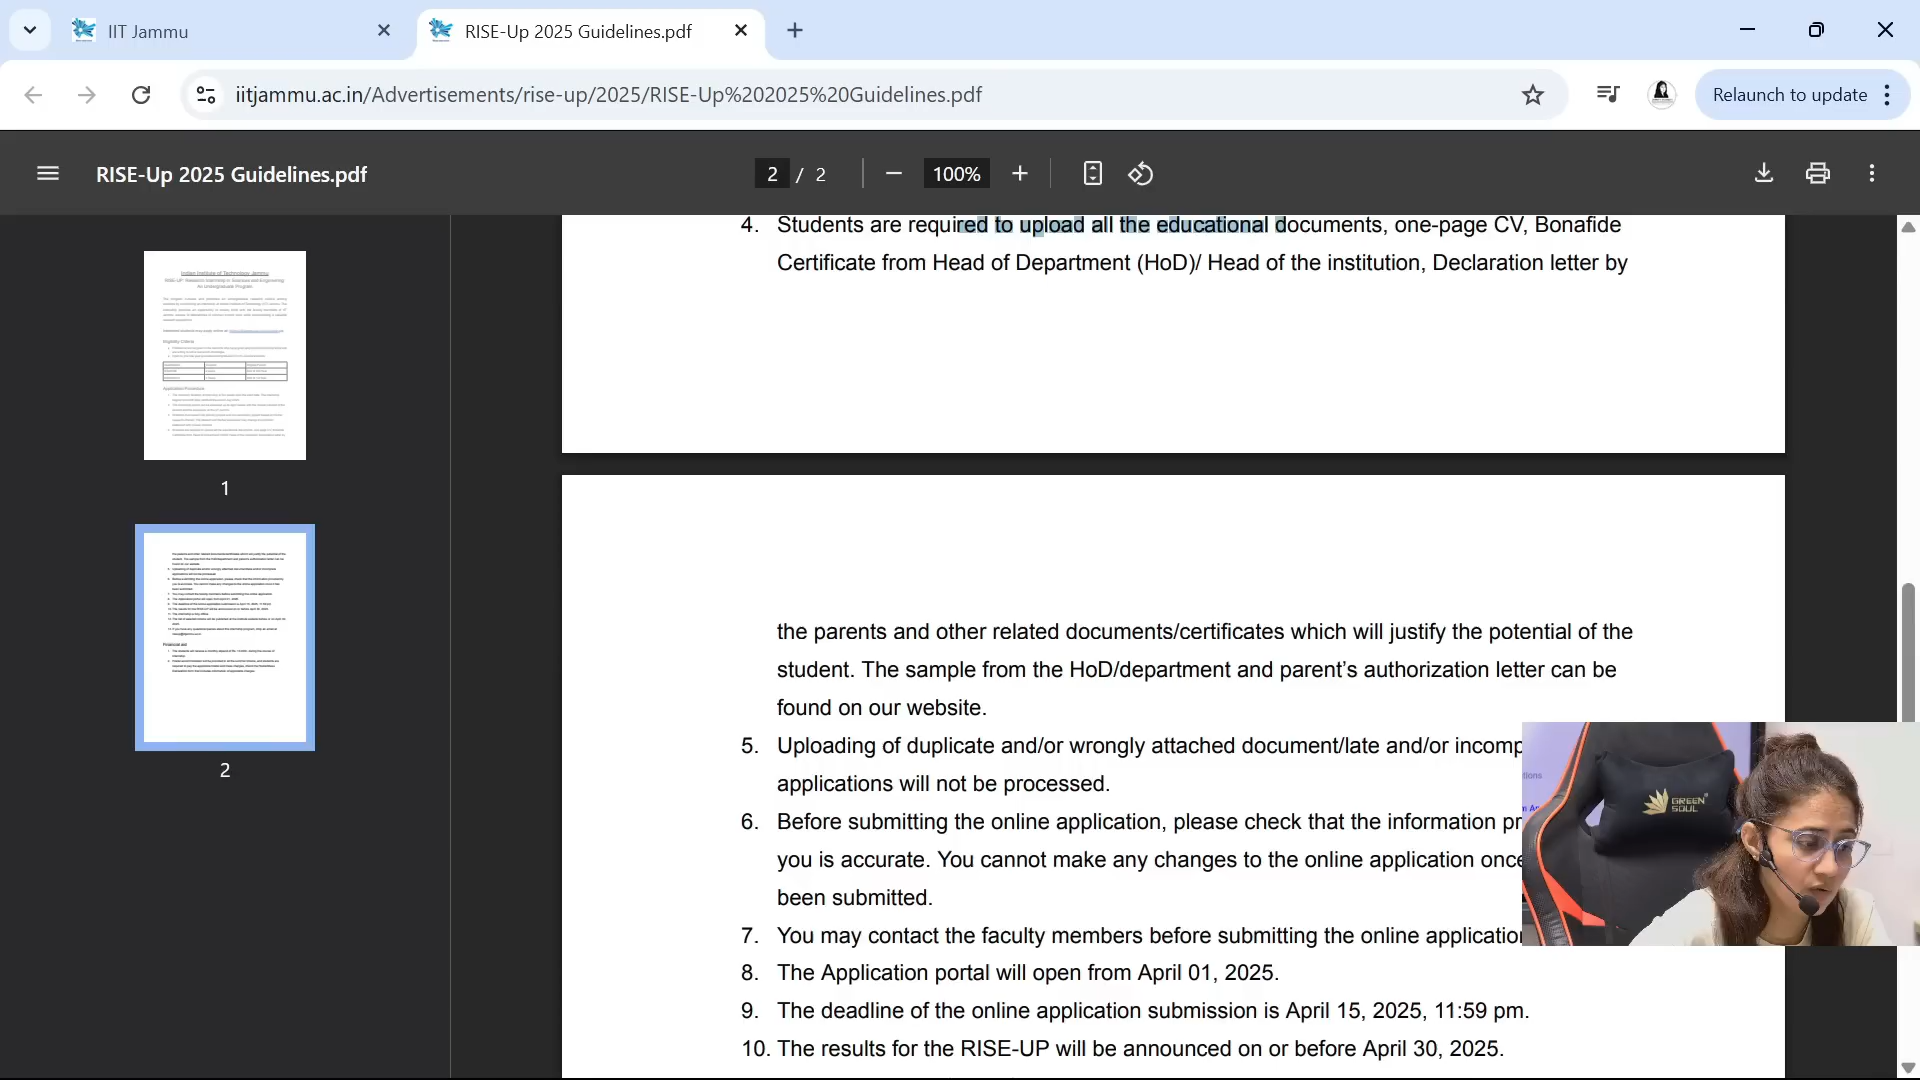 IIT Jammu
RISE-Up 2025 Guidelines.pdf
iitjammu.ac.in/Advertisements/rise-up/2025/RISE-Up%202025%20Guidelines.pdf
Relaunch to update
RISE-Up 2025 Guidelines.pdf
2 / 2
100%
1
2
4. Students are required to upload all the educational documents, one-page CV, Bonafide
Certificate from Head of Department (HoD)/ Head of the institution, Declaration letter by
the parents and other related documents/certificates which will justify the potential of the
student. The sample from the HoD/department and parent's authorization letter can be
found on our website.
5. Uploading of duplicate and/or wrongly attached document/late and/or incomp
applications will not be processed.
6. Before submitting the online application, please check that the information pr
you is accurate. You cannot make any changes to the online application once
been submitted.
7. You may contact the faculty members before submitting the online application
8. The Application portal will open from April 01, 2025.
9. The deadline of the online application submission is April 15, 2025, 11:59 pm.
10. The results for the RISE-UP will be announced on or before April 30, 2025.
GREEN
SOUL